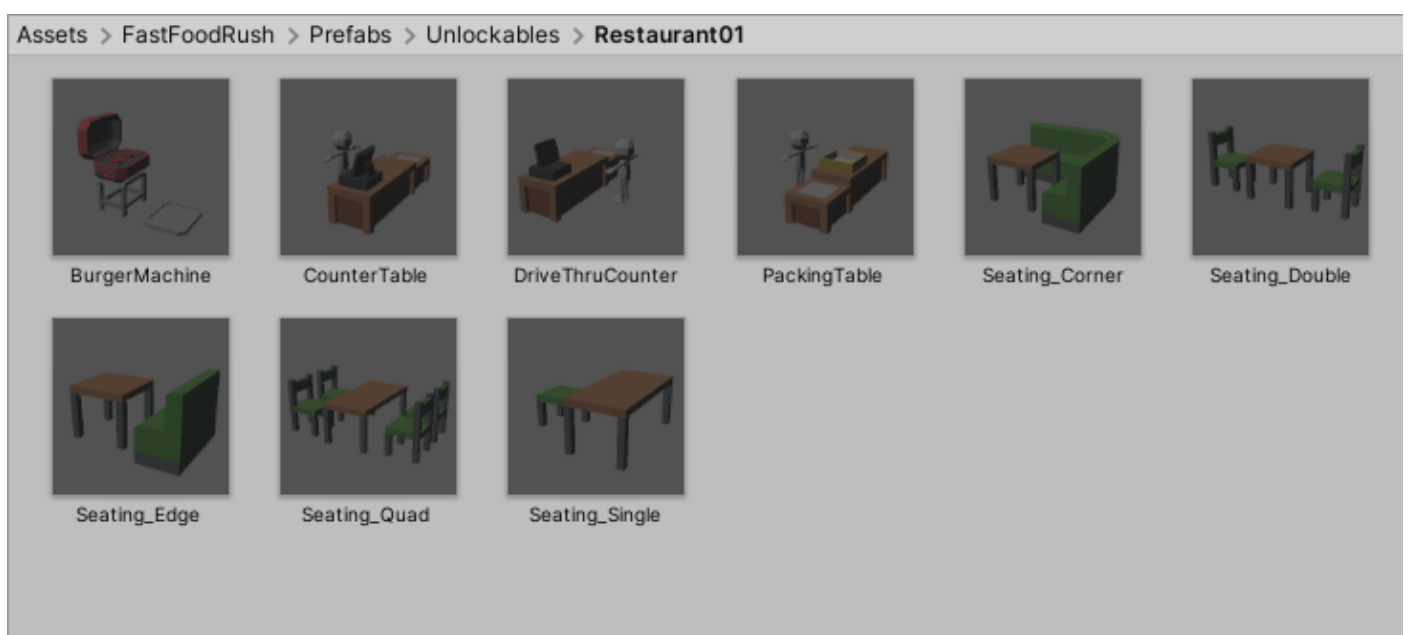 Assets > FastFoodRush > Prefabs > Unlockables > Restaurant01
BurgerMachine
CounterTable
DriveThruCounter
PackingTable
Seating_Corner
Seating_Double
Seating_Edge
Seating_Quad
Seating_Single